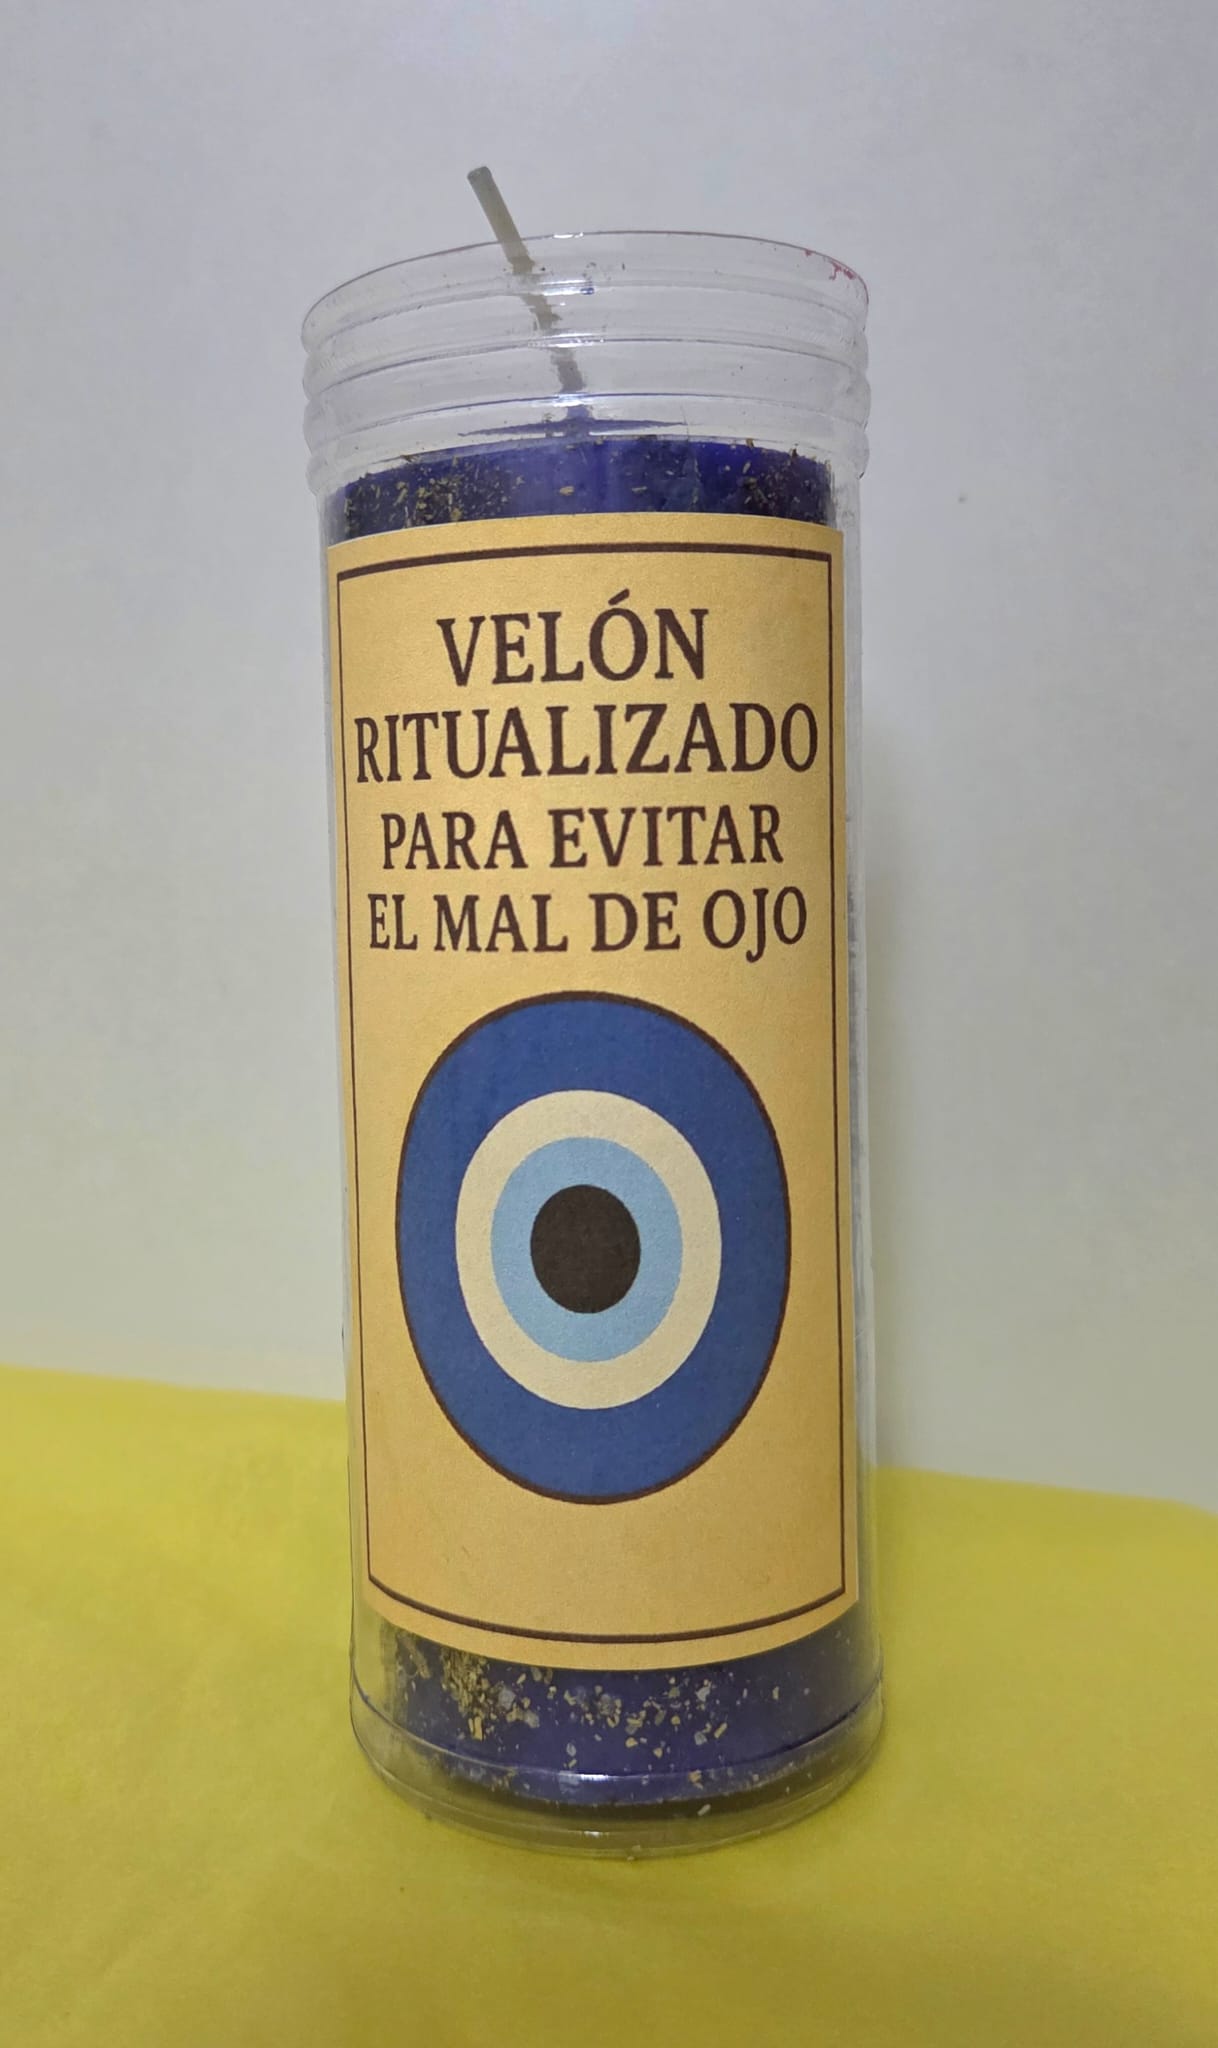 VELÓN
RITUALIZADO
PARA EVITAR
EL MAL DE OJO